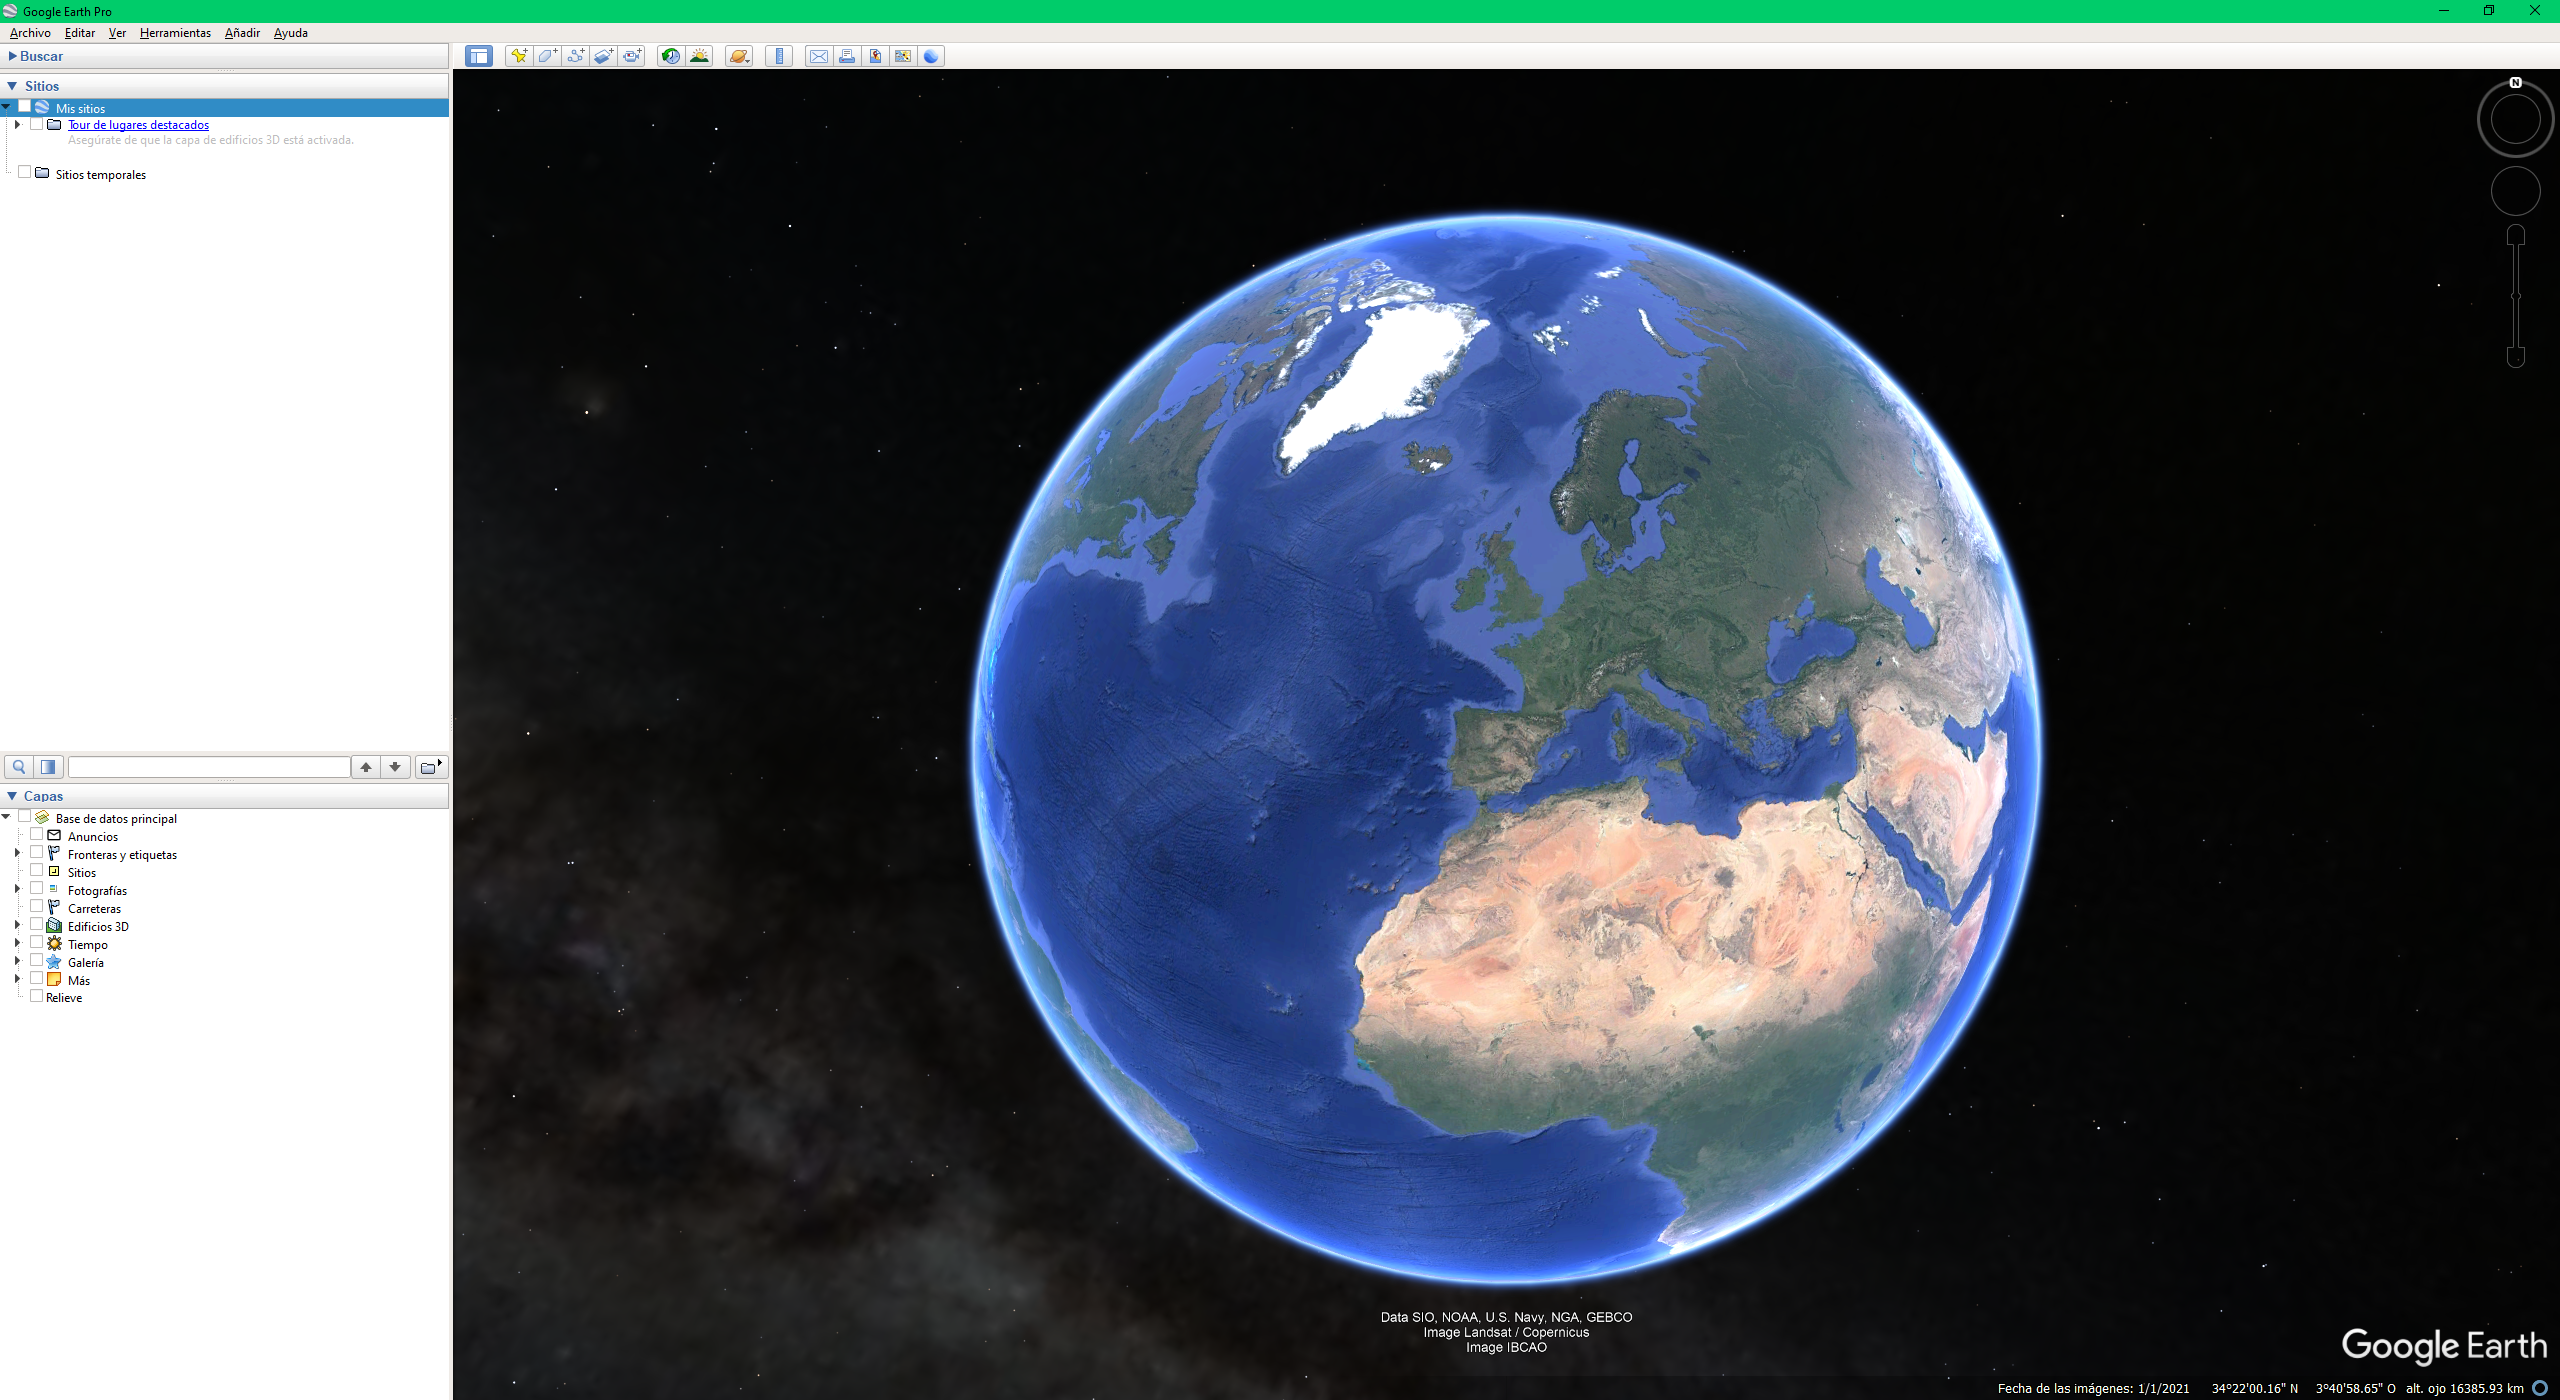 Google Earth Pro
Archivo Editar Ver Herramientas Añadir Ayuda
Buscar
Sitios
Mis sitios
Tour de lugares destacados
Asegúrate de que la capa de edificios 3D está activada.
Sitios temporales
Capas
Base de datos principal
Anuncios
Fronteras y etiquetas
Sitios
Fotografías
Carreteras
Edificios 3D
Tiempo
Galería
Más
Relieve
N
Data SIO, NOAA, U.S. Navy, NGA, GEBCO
Image Landsat / Copernicus
Image IBCAO
Google Earth
Fecha de las imágenes: 1/1/2021 34°22'00.16" N 3°40'58.65" O alt. ojo 16385.93 km